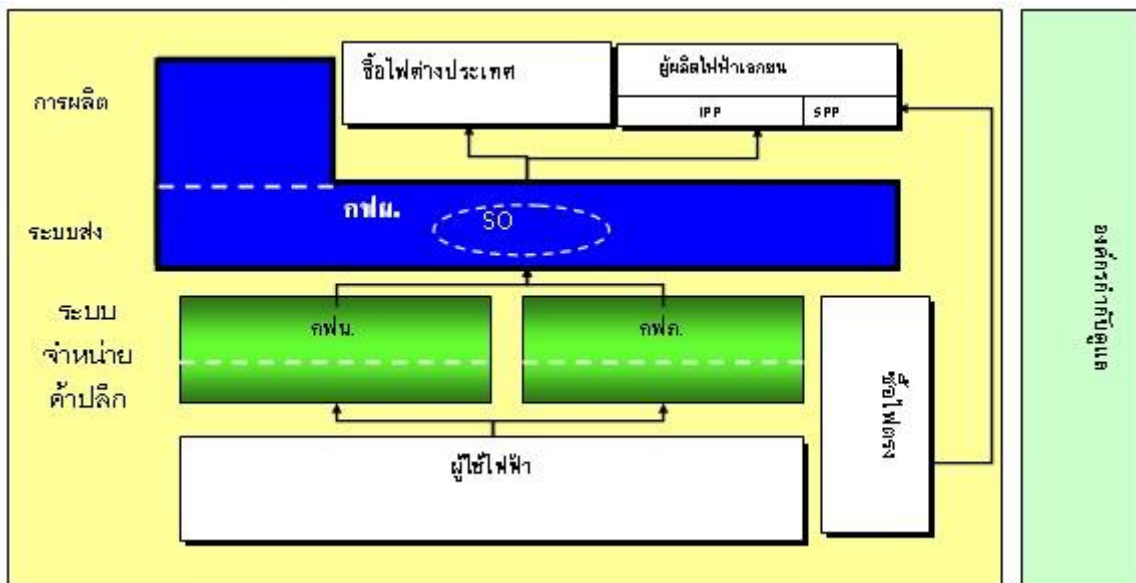 การผลิต
ซื้อไฟต่างประเทศ
ผู้ผลิตไฟฟ้าเอกชน
IPP
SPP
ระบบส่ง
กฟผ.
SO
ระบบ
จำหน่าย
ค้าปลีก
กฟน.
กฟภ.
ผู้ใช้ไฟฟ้า
ซื้อไฟตรง
องค์กรกำกับดูแล